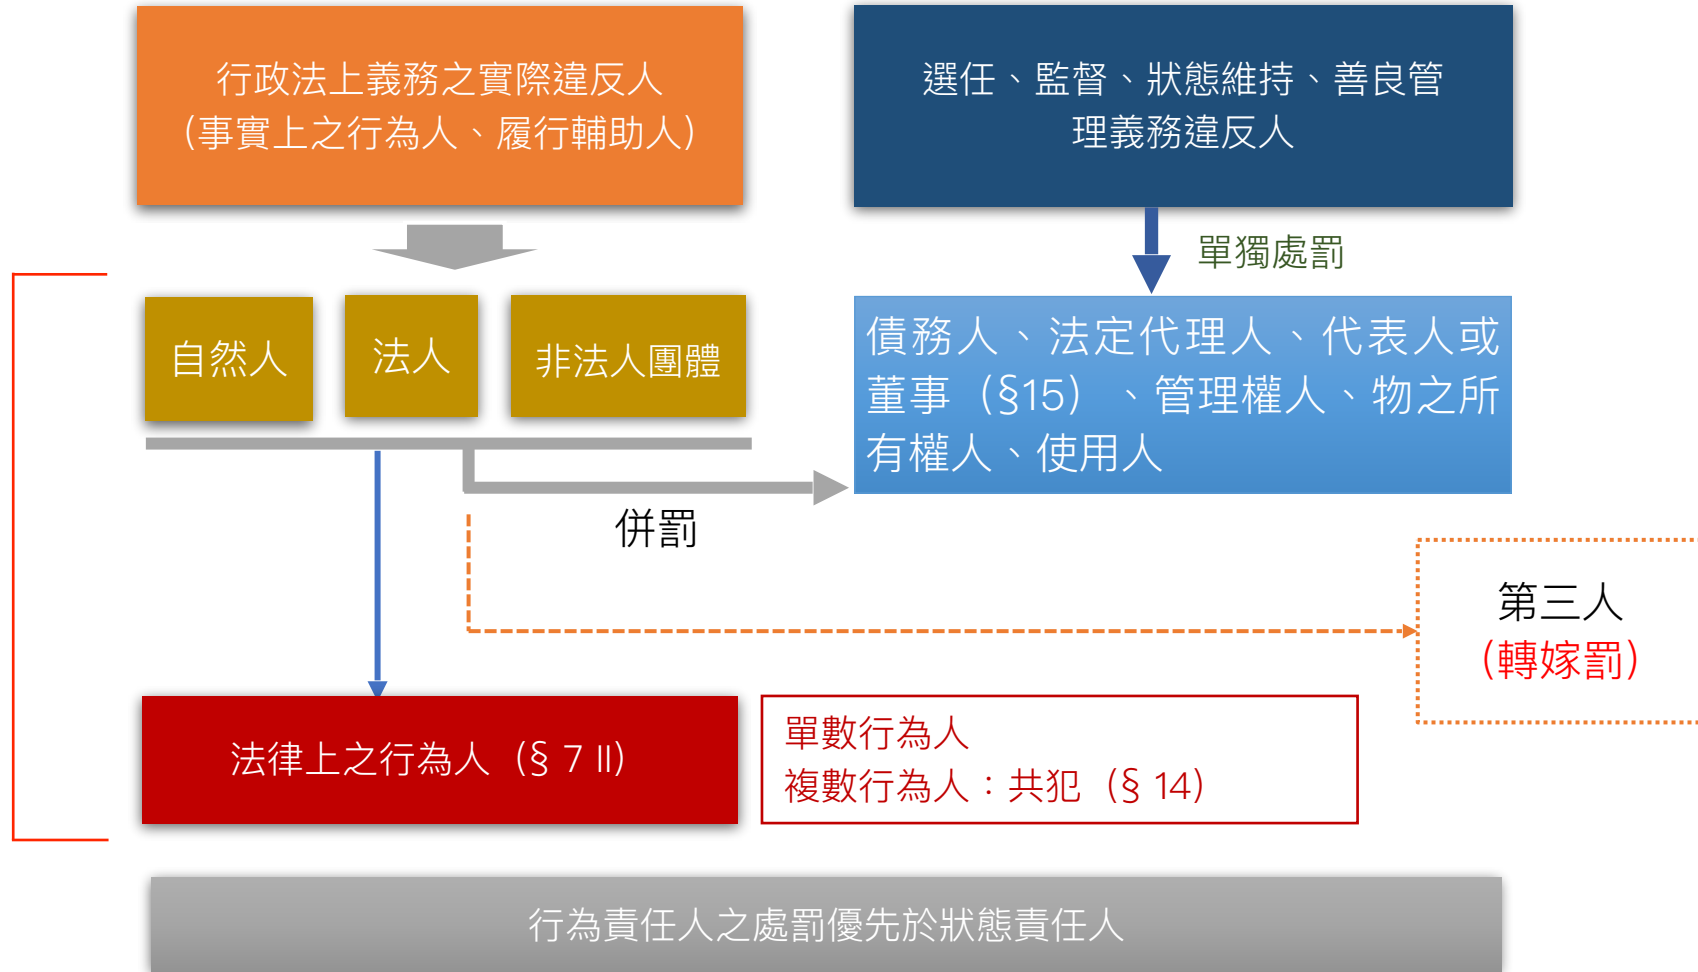 行政法上義務之實際違反人
（事實上之行為人、履行輔助人）
選任、監督、狀態維持、善良管
理義務違反人
單獨處罰
自然人
法人
非法人團體
債務人、法定代理人、代表人或
董事（§15）、管理權人、物之所
有權人、使用人
併罰
第三人
（轉嫁罰）
法律上之行為人（§ 7 II）
單數行為人
複數行為人：共犯（§ 14）
行為責任人之處罰優先於狀態責任人